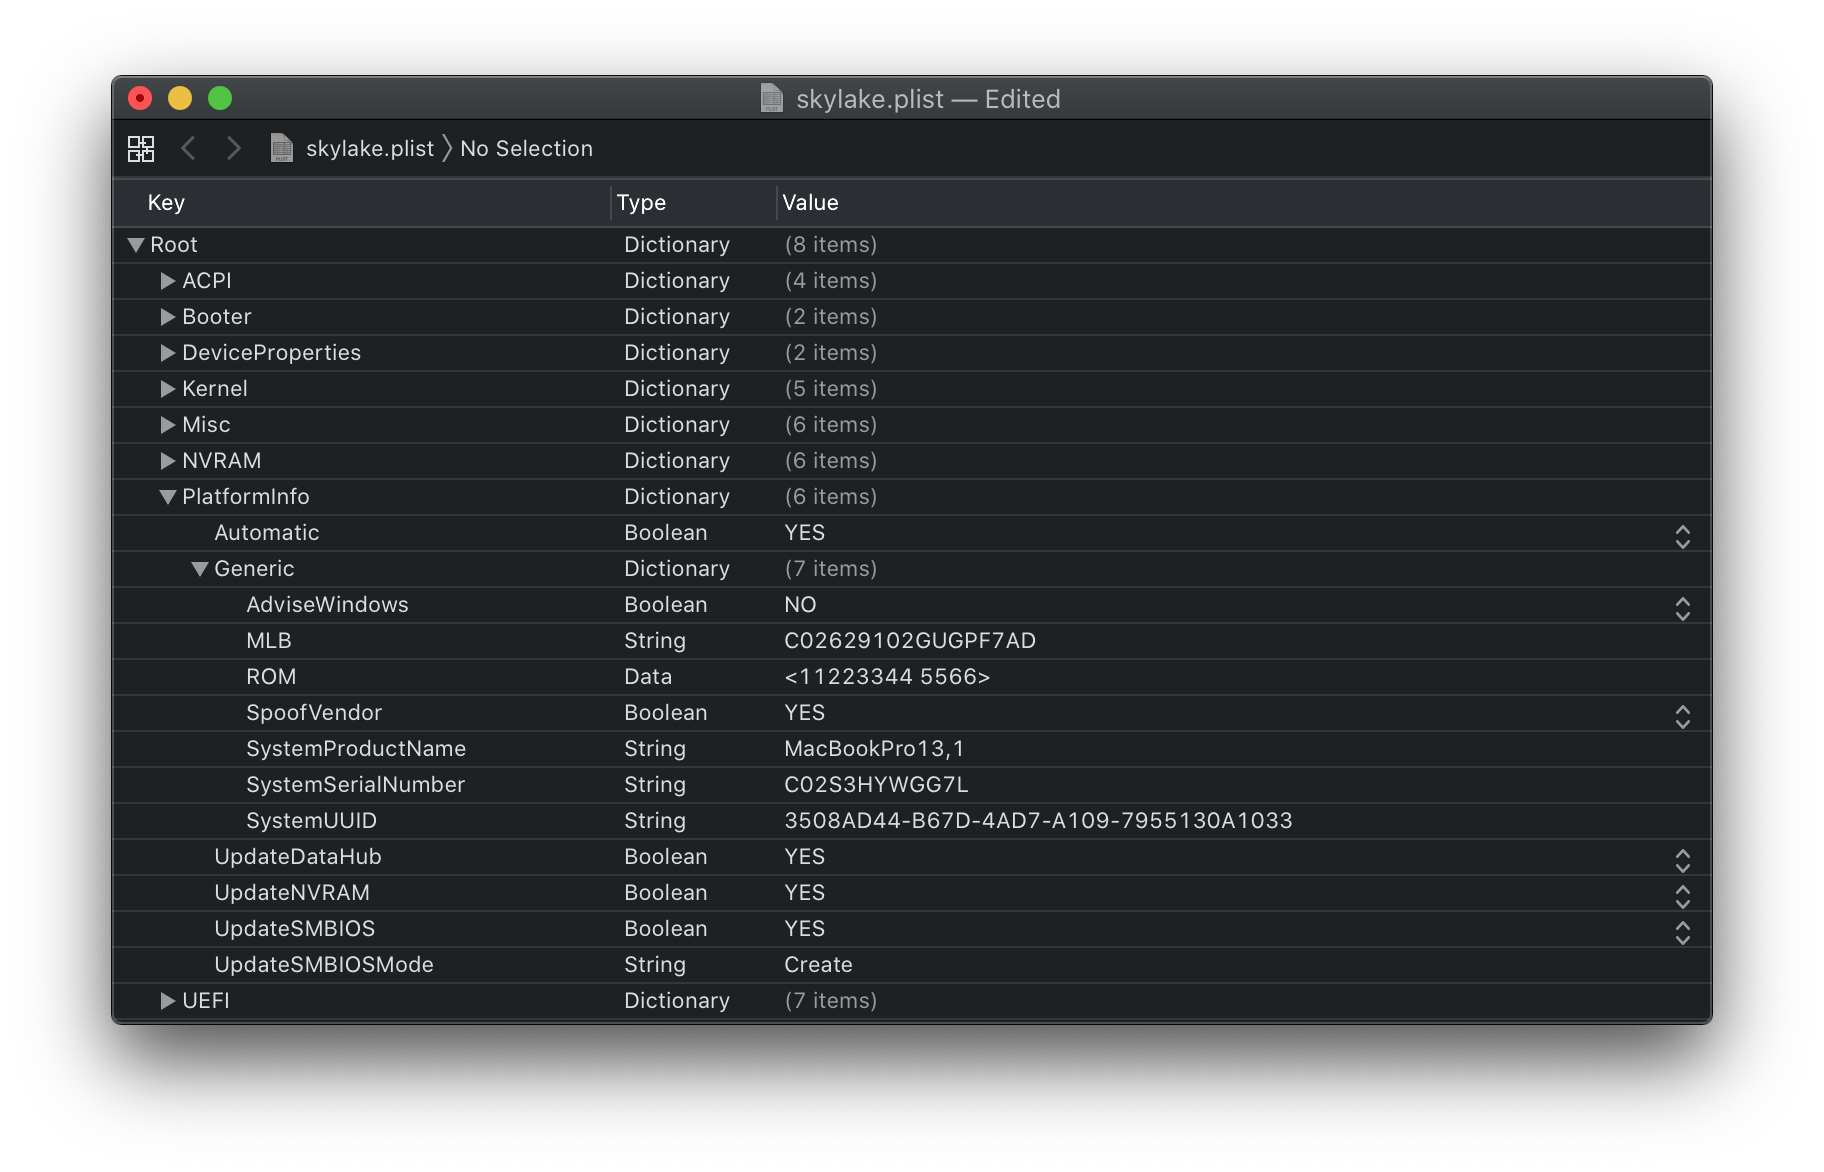 skylake.plist — Edited
skylake.plist 〉 No Selection
Key Type Value
Root Dictionary (8 items)
ACPI Dictionary (4 items)
Booter Dictionary (2 items)
DeviceProperties Dictionary (2 items)
Kernel Dictionary (5 items)
Misc Dictionary (6 items)
NVRAM Dictionary (6 items)
PlatformInfo Dictionary (6 items)
Automatic Boolean YES
Generic Dictionary (7 items)
AdviseWindows Boolean NO
MLB String C02629102GUGPF7AD
ROM Data <11223344 5566>
SpoofVendor Boolean YES
SystemProductName String MacBookPro13,1
SystemSerialNumber String C02S3HYWGG7L
SystemUUID String 3508AD44-B67D-4AD7-A109-7955130A1033
UpdateDataHub Boolean YES
UpdateNVRAM Boolean YES
UpdateSMBIOS Boolean YES
UpdateSMBIOSMode String Create
UEFI Dictionary (7 items)